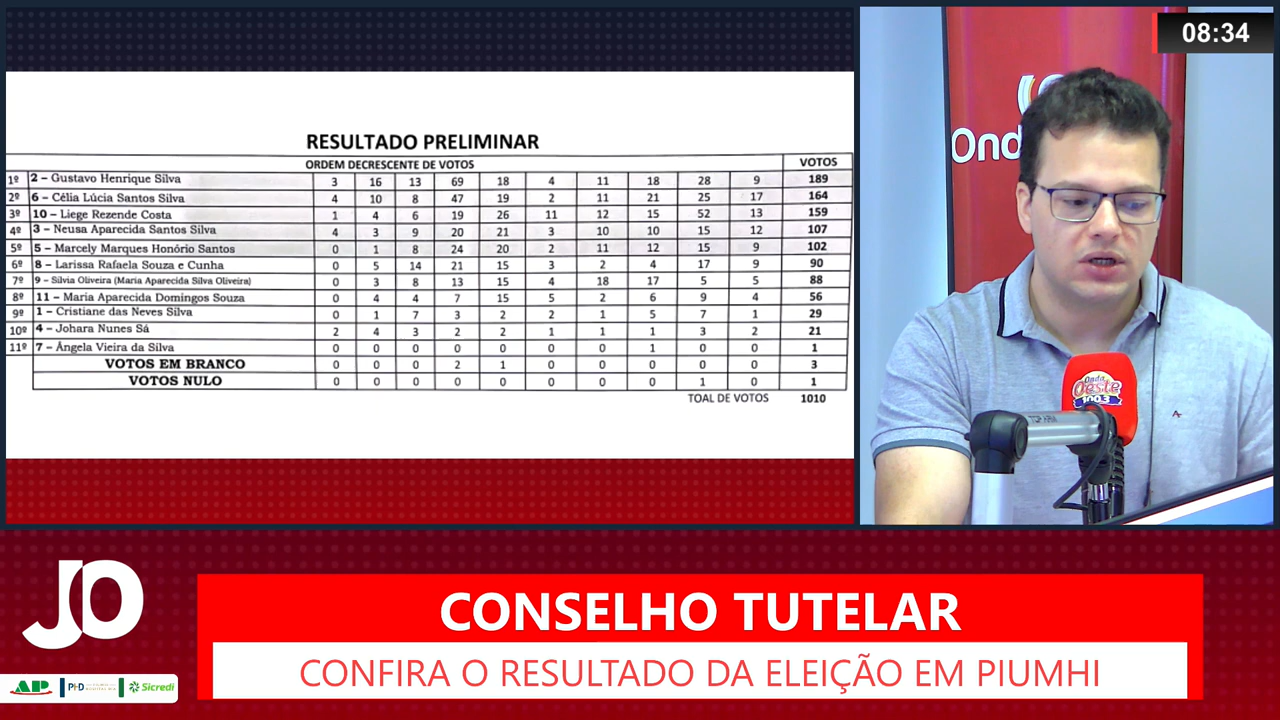 08:34
Onda
RESULTADO PRELIMINAR
ORDEM DECRESCENTE DE VOTOS VOTOS
1º 2 – Gustavo Henrique Silva 3 16 13 69 18 4 11 18 28 9 189
2º 6 – Célia Lúcia Santos Silva 4 10 8 47 19 2 11 21 25 17 164
3º 10 – Liege Rezende Costa 1 4 6 19 26 11 12 15 52 13 159
4º 3 – Neusa Aparecida Santos Silva 4 3 9 20 21 3 10 10 15 12 107
5º 5 – Marcely Marques Honório Santos 0 1 8 24 20 2 11 12 15 9 102
6º 8 – Larissa Rafaela Souza e Cunha 0 5 14 21 15 3 2 4 17 9 90
7º 9 – Silvia Oliveira (Maria Aparecida Silva Oliveira) 0 3 8 13 15 4 18 17 5 5 88
8º 11 – Maria Aparecida Domingos Souza 0 4 4 7 15 5 2 6 9 4 56
9º 1 – Cristiane das Neves Silva 0 1 7 3 2 2 1 5 7 1 29
10º 4 – Johara Nunes Sá 2 4 3 2 2 1 1 1 3 2 21
11º 7 – Ângela Vieira da Silva 0 0 0 0 0 0 0 1 0 0 1
VOTOS EM BRANCO 0 0 0 2 1 0 0 0 0 0 3
VOTOS NULO 0 0 0 0 0 0 0 0 1 0 1
TOAL DE VOTOS 1010
Onda
Oeste
100,3
JO
CONSELHO TUTELAR
CONFIRA O RESULTADO DA ELEIÇÃO EM PIUMHI
AP PHD Sicredi